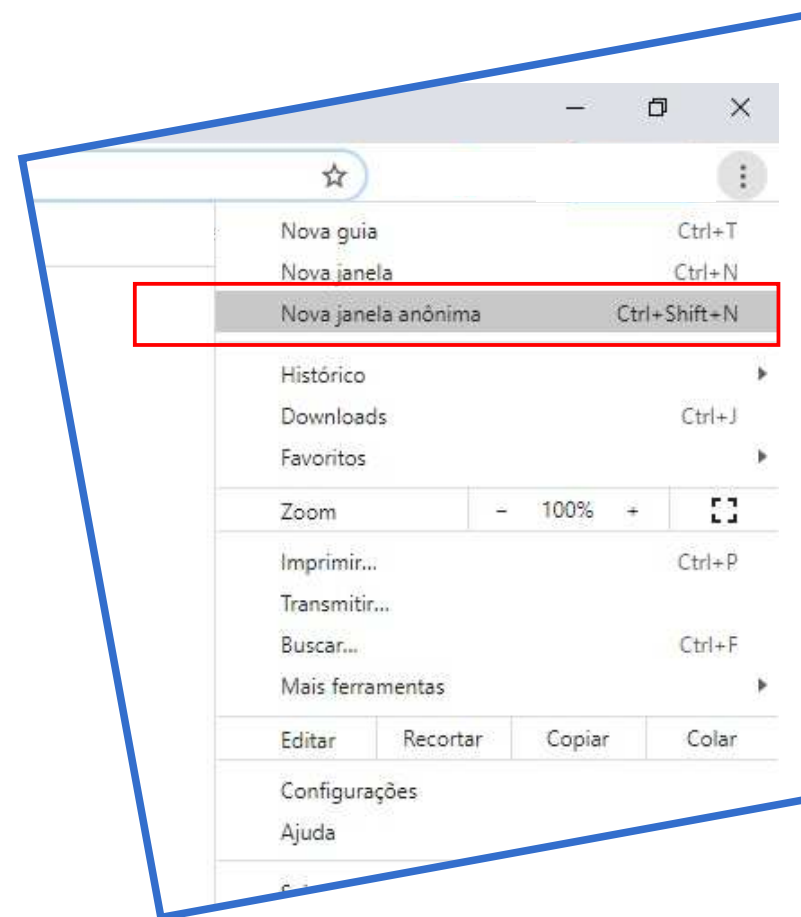 Nova guia Ctrl+T
Nova janela Ctrl+N
Nova janela anônima Ctrl+Shift+N
Histórico
Downloads Ctrl+J
Favoritos
Zoom - 100% +
Imprimir... Ctrl+P
Transmitir...
Buscar... Ctrl+F
Mais ferramentas
Editar Recortar Copiar Colar
Configurações
Ajuda